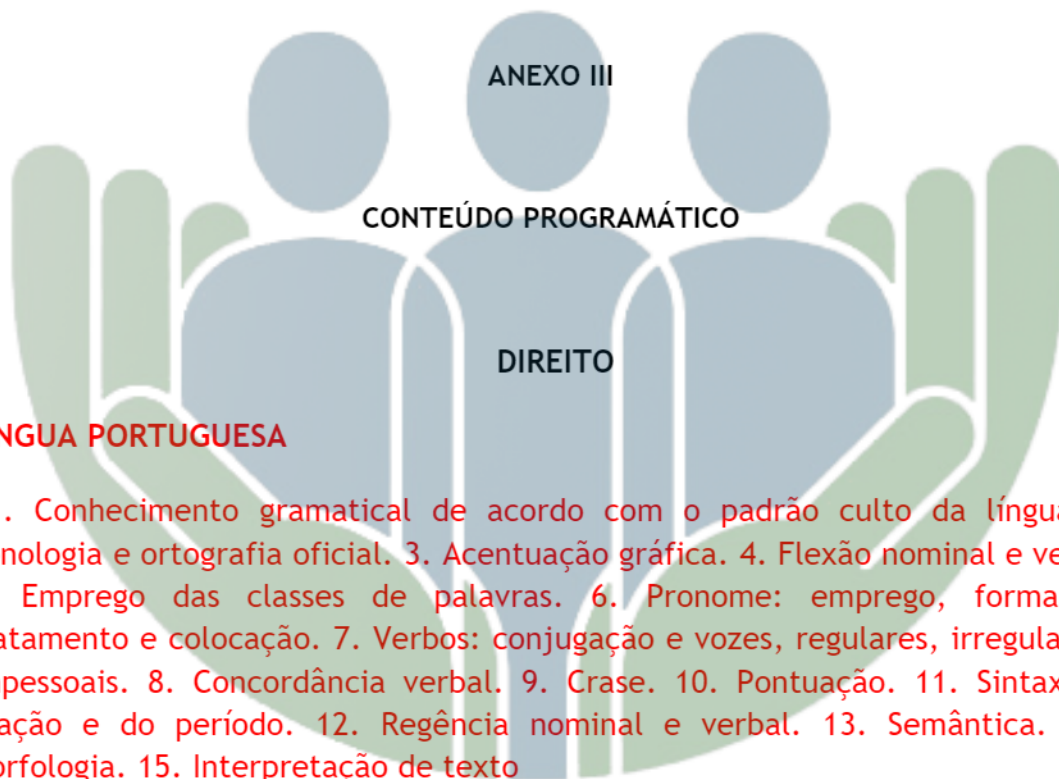 ANEXO III
CONTEÚDO PROGRAMÁTICO
DIREITO
NGUA PORTUGUESA
. Conhecimento gramatical de acordo com o padrão culto da língua
nologia e ortografia oficial. 3. Acentuação gráfica. 4. Flexão nominal e ve
Emprego das classes de palavras. 6. Pronome: emprego, forma
atamento e colocação. 7. Verbos: conjugação e vozes, regulares, irregula
pessoais. 8. Concordância verbal. 9. Crase. 10. Pontuação. 11. Sintax
ação e do período. 12. Regência nominal e verbal. 13. Semântica.
orfologia. 15. Interpretação de texto